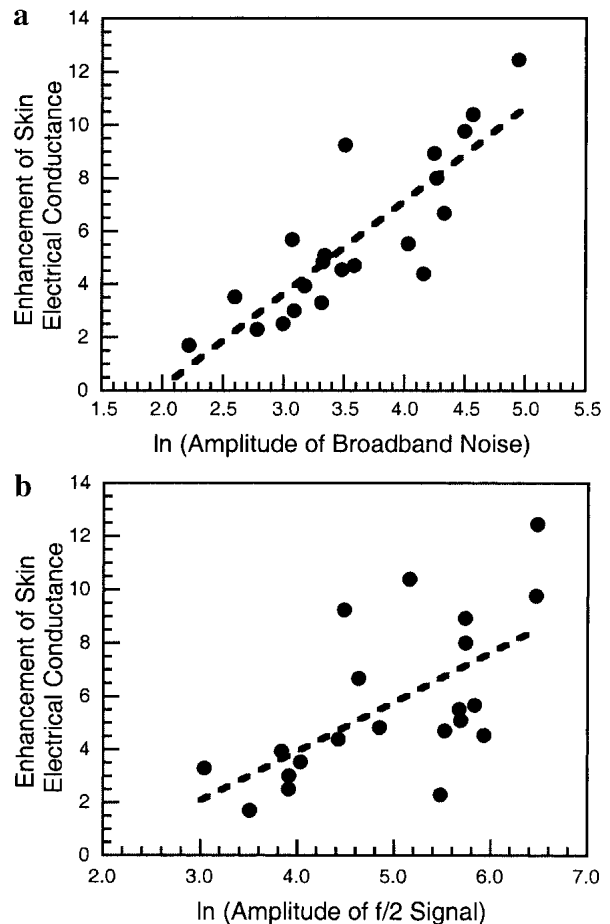 a
Enhancement of Skin
Electrical Conductance
14
12
10
8
6
4
2
0
1.5 2.0 2.5 3.0 3.5 4.0 4.5 5.0 5.5
ln (Amplitude of Broadband Noise)
b
Enhancement of Skin
Electrical Conductance
14
12
10
8
6
4
2
0
2.0 3.0 4.0 5.0 6.0 7.0
ln (Amplitude of f/2 Signal)